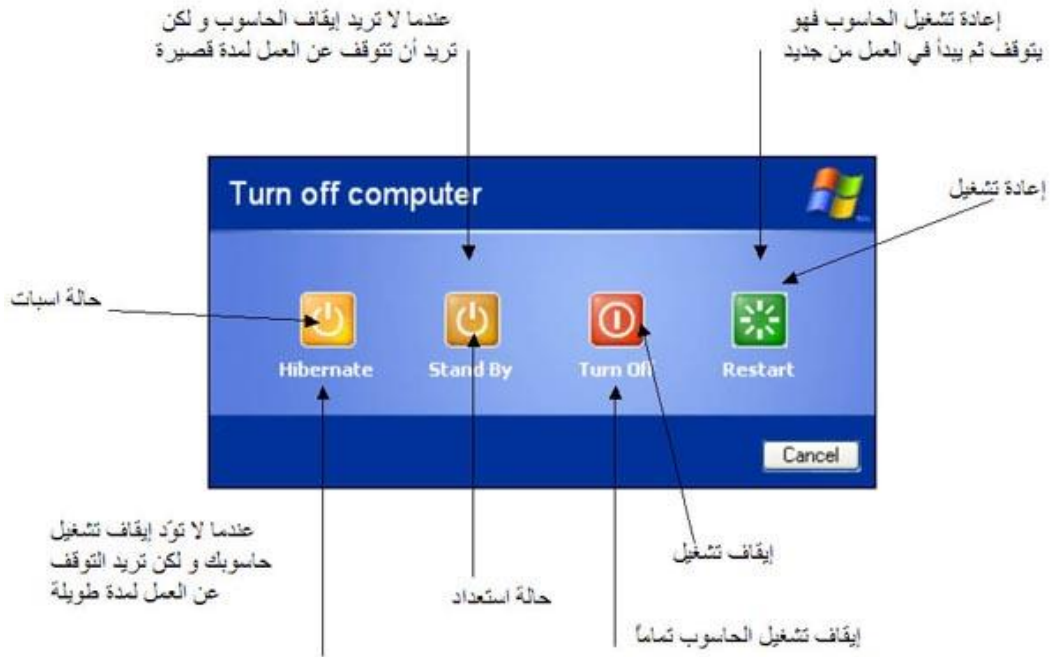 عندما لا تريد إيقاف الحاسوب و لكن
تريد أن تتوقف عن العمل لمدة قصيرة
إعادة تشغيل الحاسوب فهو
يتوقف ثم يبدأ في العمل من جديد
Turn off computer
إعادة تشغيل
حالة اسبات
Hibernate
Stand By
Turn Off
Restart
Cancel
عندما لا تودّ إيقاف تشغيل
حاسوبك و لكن تريد التوقف
عن العمل لمدة طويلة
حالة استعداد
إيقاف تشغيل
إيقاف تشغيل الحاسوب تماماً